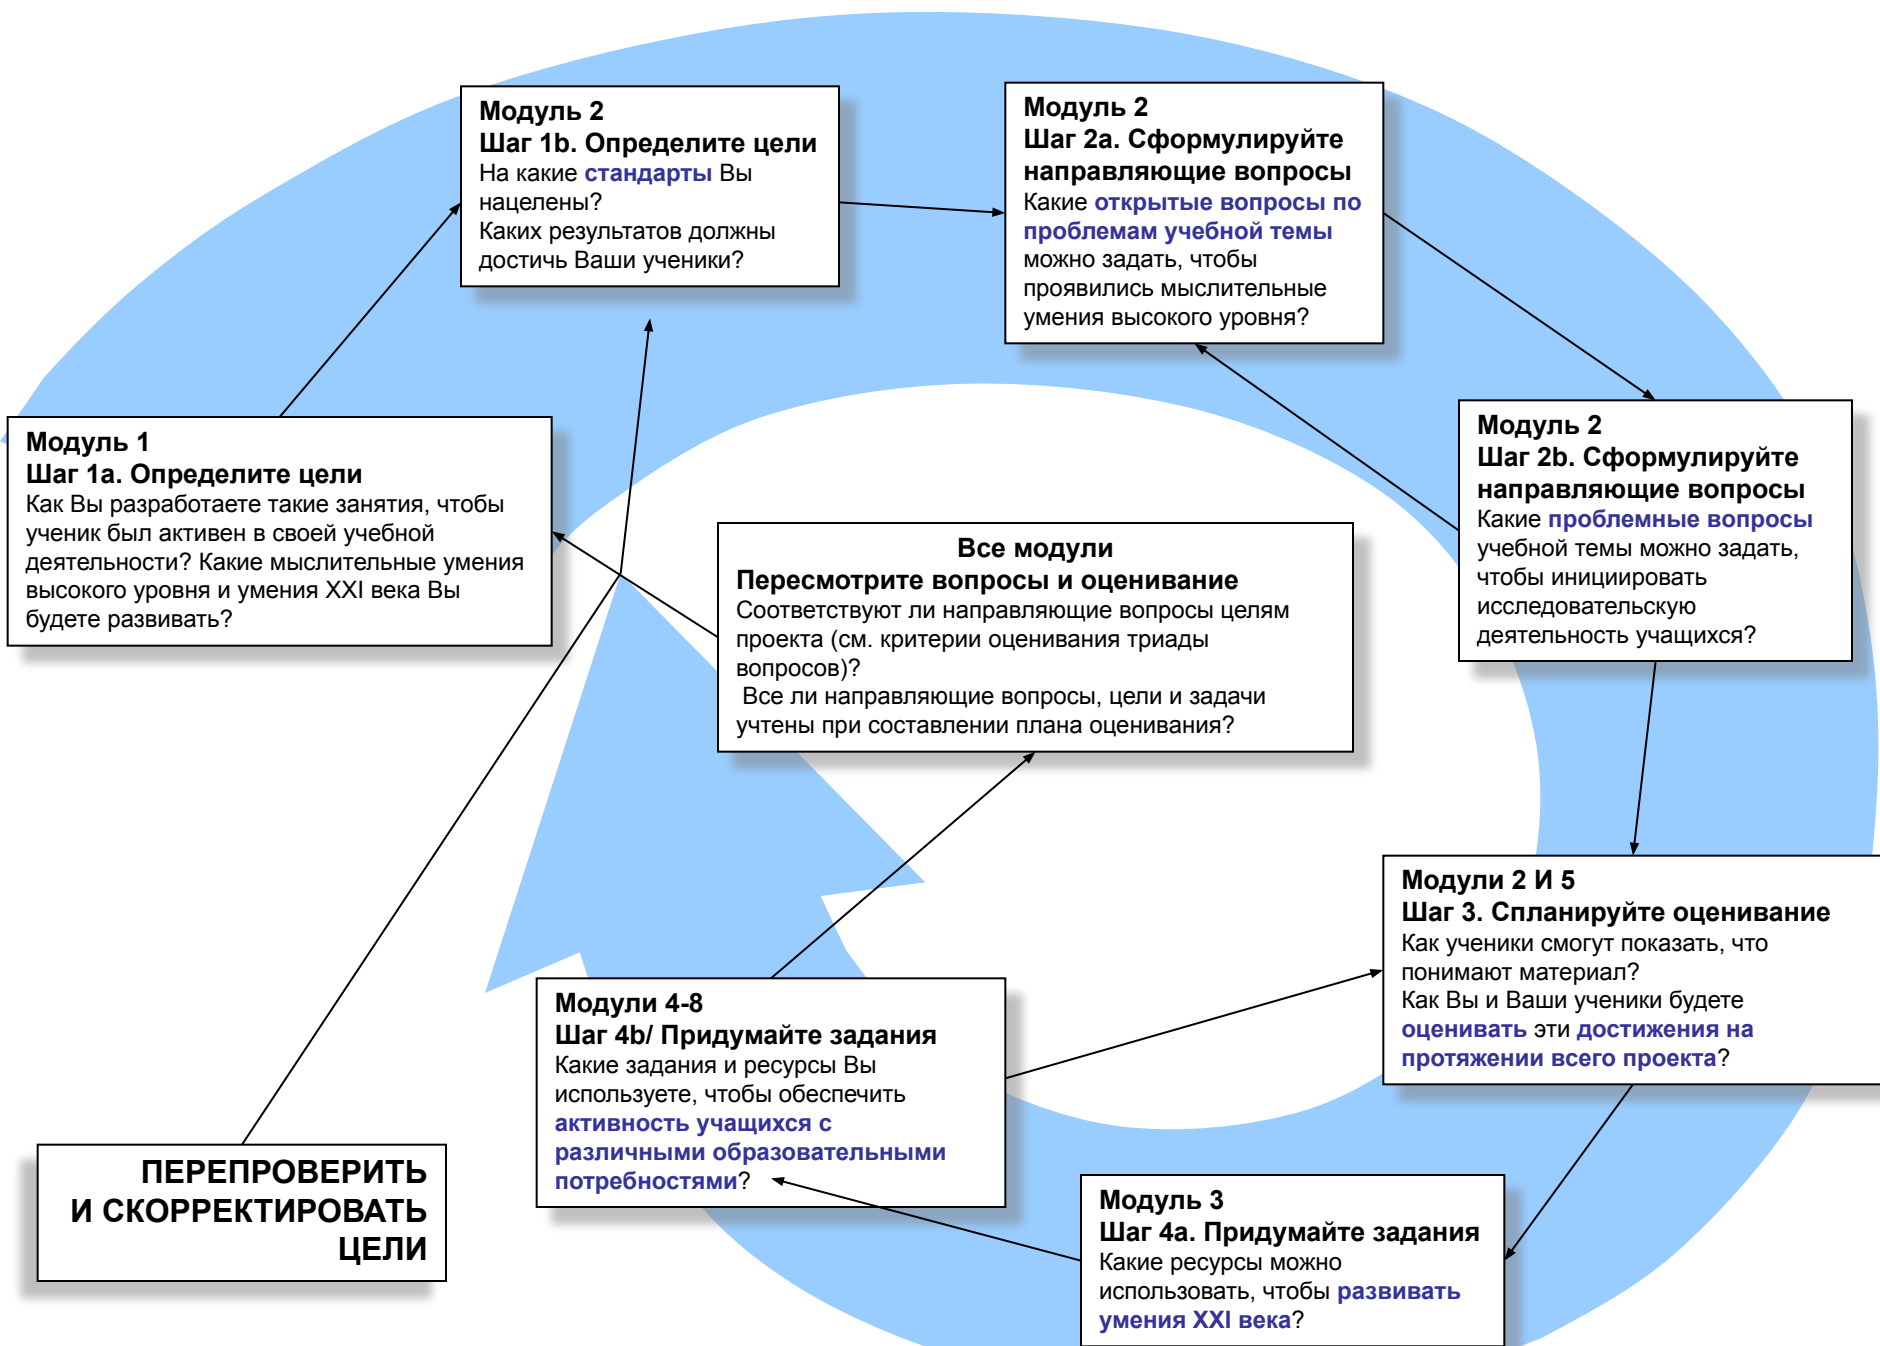 Модуль 2
Шаг 1b. Определите цели
На какие стандарты Вы
нацелены?
Каких результатов должны
достичь Ваши ученики?
Модуль 2
Шаг 2a. Сформулируйте
направляющие вопросы
Какие открытые вопросы по
проблемам учебной темы
можно задать, чтобы
проявились мыслительные
умения высокого уровня?
Модуль 1
Шаг 1a. Определите цели
Как Вы разработаете такие занятия, чтобы
ученик был активен в своей учебной
деятельности? Какие мыслительные умения
высокого уровня и умения XXI века Вы
будете развивать?
Модуль 2
Шаг 2b. Сформулируйте
направляющие вопросы
Какие проблемные вопросы
учебной темы можно задать,
чтобы инициировать
исследовательскую
деятельность учащихся?
Все модули
Пересмотрите вопросы и оценивание
Соответствуют ли направляющие вопросы целям
проекта (см. критерии оценивания триады
вопросов)?
Все ли направляющие вопросы, цели и задачи
учтены при составлении плана оценивания?
Модули 2 И 5
Шаг 3. Спланируйте оценивание
Как ученики смогут показать, что
понимают материал?
Как Вы и Ваши ученики будете
оценивать эти достижения на
протяжении всего проекта?
Модули 4-8
Шаг 4b/ Придумайте задания
Какие задания и ресурсы Вы
используете, чтобы обеспечить
активность учащихся с
различными образовательными
потребностями?
ПЕРЕПРОВЕРИТЬ
И СКОРРЕКТИРОВАТЬ
ЦЕЛИ
Модуль 3
Шаг 4a. Придумайте задания
Какие ресурсы можно
использовать, чтобы развивать
умения XXI века?